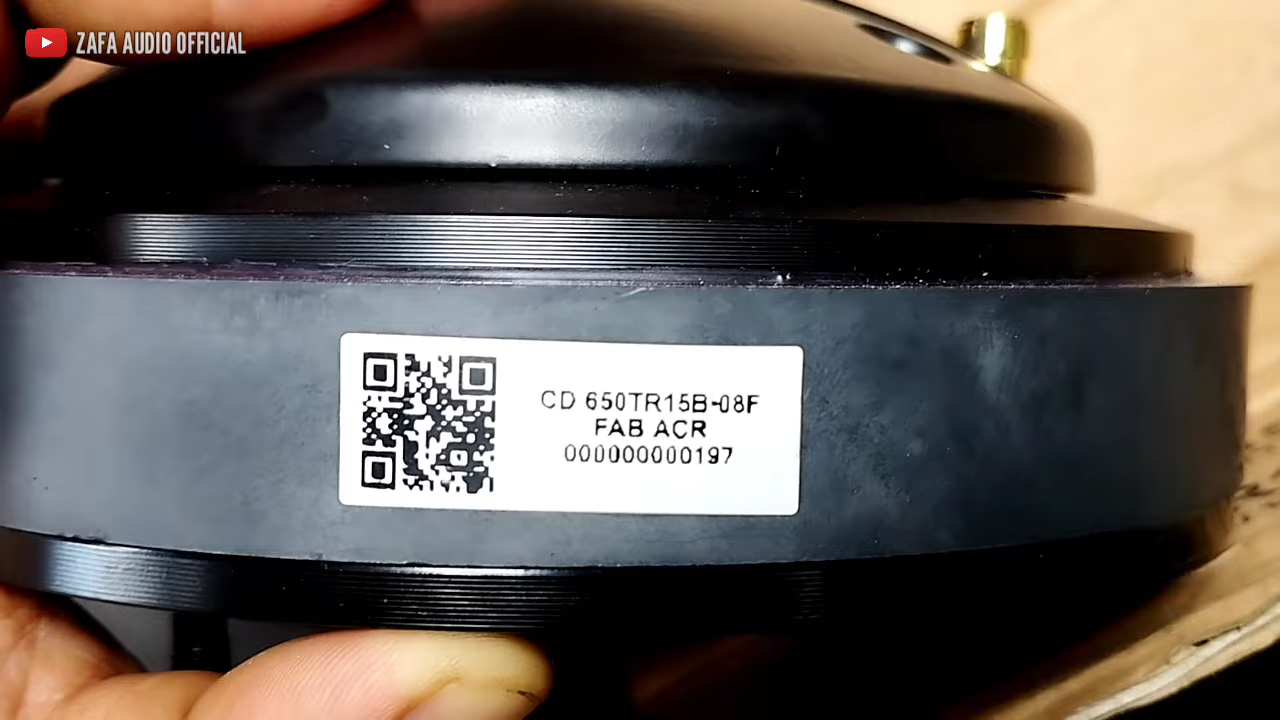 ZAFA AUDIO OFFICIAL
CD 650TR15B-08F
FAB ACR
000000000197